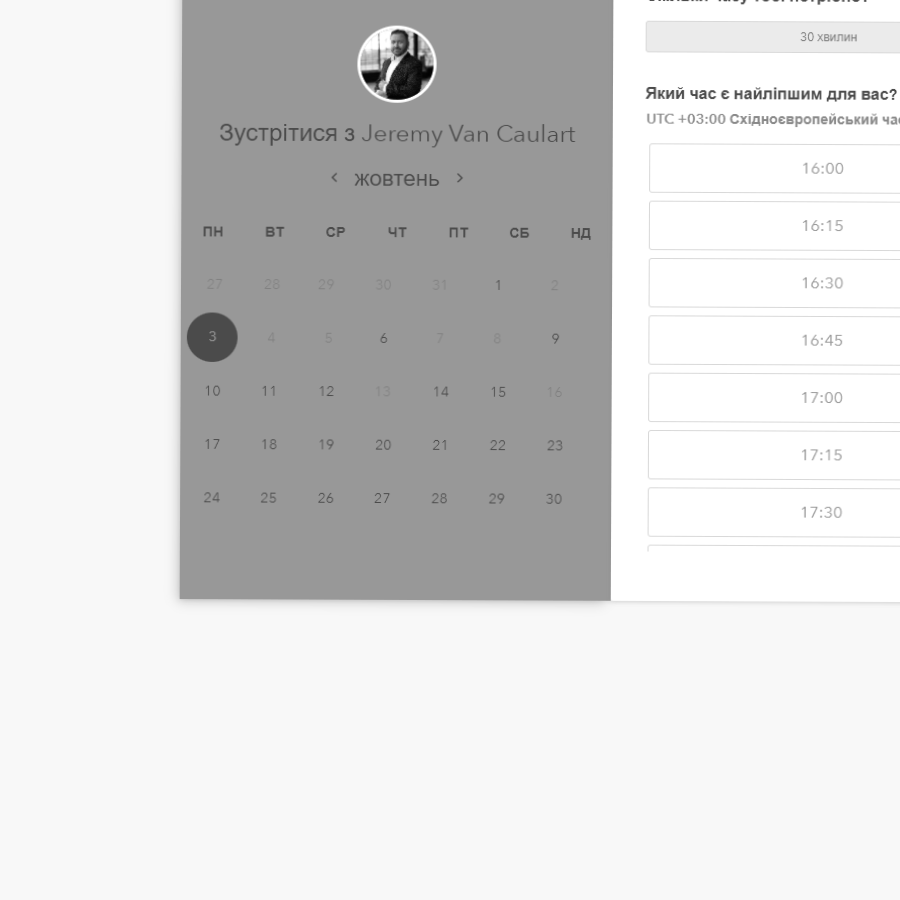 Зустрітися з Jeremy Van Caulart
жовтень
ПН ВТ СР ЧТ ПТ СБ НД
27 28 29 30 31 1 2
3 4 5 6 7 8 9
10 11 12 13 14 15 16
17 18 19 20 21 22 23
24 25 26 27 28 29 30
30 хвилин
Який час є найліпшим для вас?
UTC +03:00 Східноєвропейський
16:00
16:15
16:30
16:45
17:00
17:15
17:30